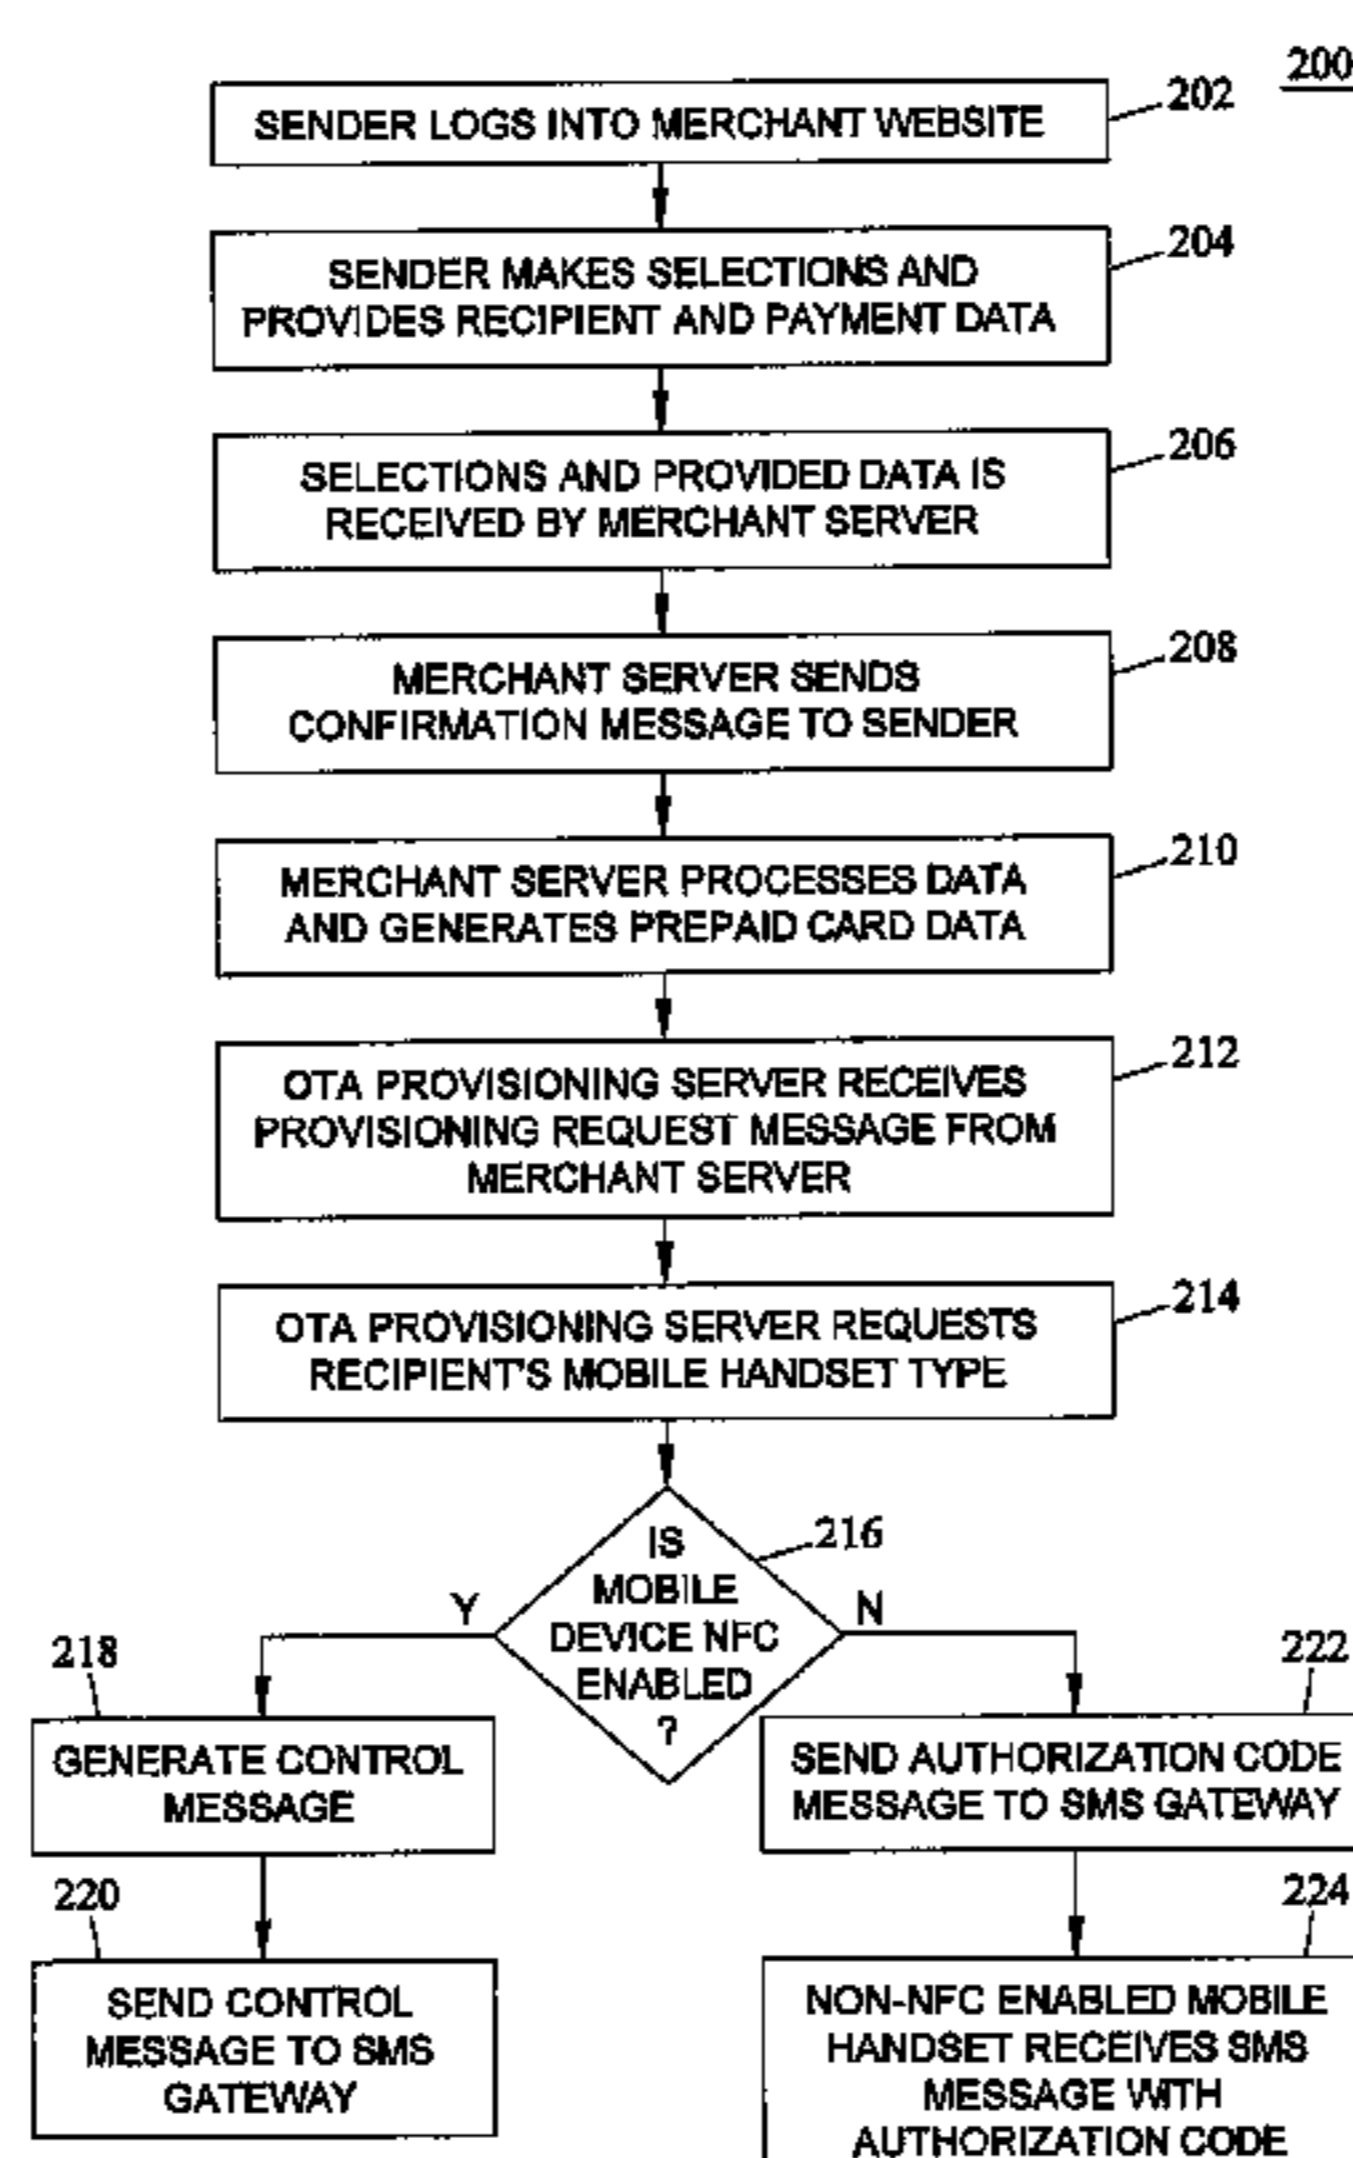 200
202
SENDER LOGS INTO MERCHANT WEBSITE
204
SENDER MAKES SELECTIONS AND
PROVIDES RECIPIENT AND PAYMENT DATA
206
SELECTIONS AND PROVIDED DATA IS
RECEIVED BY MERCHANT SERVER
208
MERCHANT SERVER SENDS
CONFIRMATION MESSAGE TO SENDER
210
MERCHANT SERVER PROCESSES DATA
AND GENERATES PREPAID CARD DATA
212
OTA PROVISIONING SERVER RECEIVES
PROVISIONING REQUEST MESSAGE FROM
MERCHANT SERVER
214
OTA PROVISIONING SERVER REQUESTS
RECIPIENT'S MOBILE HANDSET TYPE
216
IS
MOBILE
DEVICE NFC
ENABLED
?
Y
N
218
GENERATE CONTROL
MESSAGE
220
SEND CONTROL
MESSAGE TO SMS
GATEWAY
222
SEND AUTHORIZATION CODE
MESSAGE TO SMS GATEWAY
224
NON-NFC ENABLED MOBILE
HANDSET RECEIVES SMS
MESSAGE WITH
AUTHORIZATION CODE